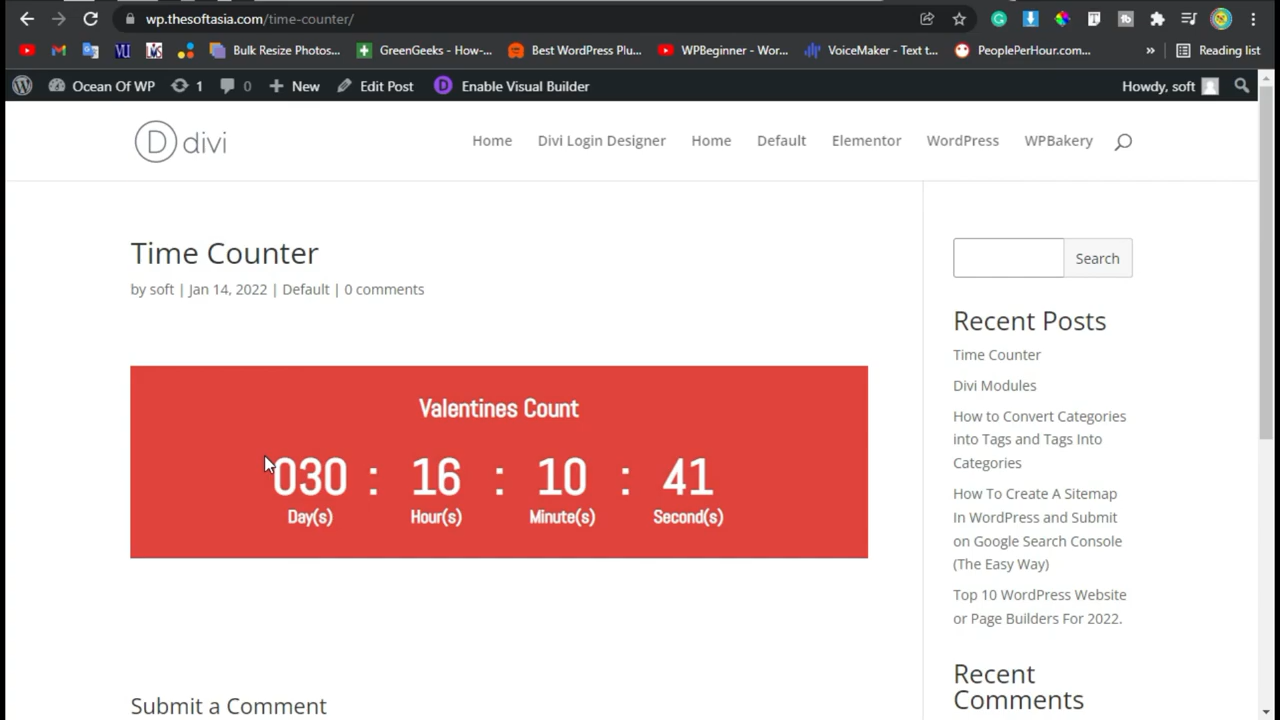 wp.thesoftasia.com/time-counter/
Bulk Resize Photos... GreenGeeks - How-... Best WordPress Plu... WPBeginner - Wor... VoiceMaker - Text t... PeoplePerHour.com... » Reading list
Ocean Of WP 1 0 New Edit Post D Enable Visual Builder Howdy, soft
D divi Home Divi Login Designer Home Default Elementor WordPress WPBakery
Time Counter
by soft | Jan 14, 2022 | Default | 0 comments
Valentines Count
030 : 16 : 10 : 41
Day(s) Hour(s) Minute(s) Second(s)
Submit a Comment
Search
Recent Posts
Time Counter
Divi Modules
How to Convert Categories
into Tags and Tags Into
Categories
How To Create A Sitemap
In WordPress and Submit
on Google Search Console
(The Easy Way)
Top 10 WordPress Website
or Page Builders For 2022.
Recent
Comments